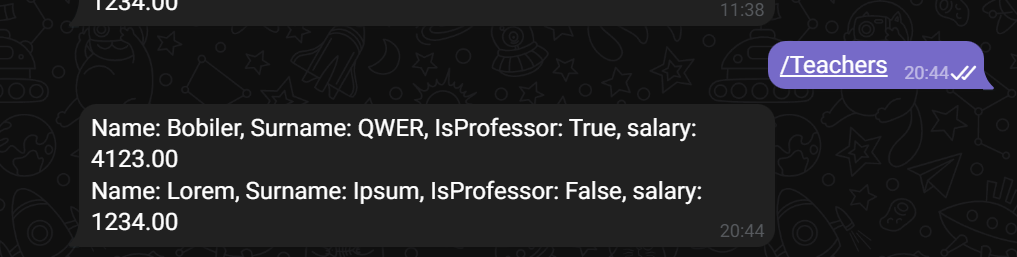 1234.00
11:38
/Teachers 20:44
Name: Bobiler, Surname: QWER, IsProfessor: True, salary:
4123.00
Name: Lorem, Surname: Ipsum, IsProfessor: False, salary:
1234.00
20:44